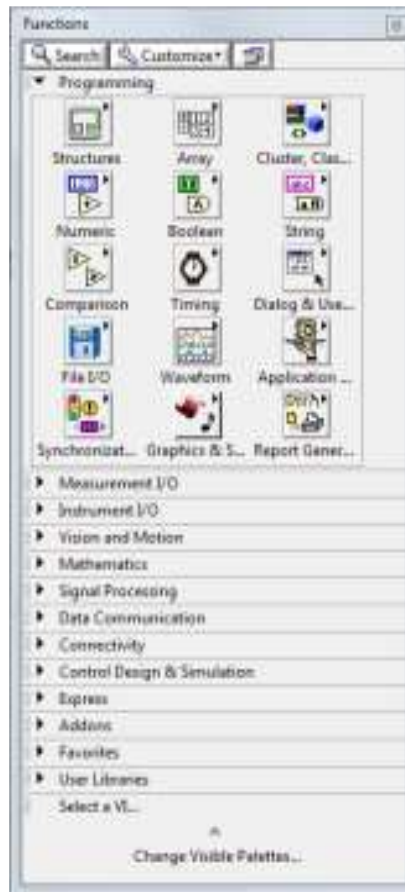 Functions
Search Customize
Programming
Structures Array Cluster, Clas...
Numeric Boolean String
Comparison Timing Dialog & Use...
File I/O Waveform Application ...
Synchronizat... Graphics & S... Report Gener...
Measurement I/O
Instrument I/O
Vision and Motion
Mathematics
Signal Processing
Data Communication
Connectivity
Control Design & Simulation
Express
Addons
Favorites
User Libraries
Select a VI...
Change Visible Palettes...